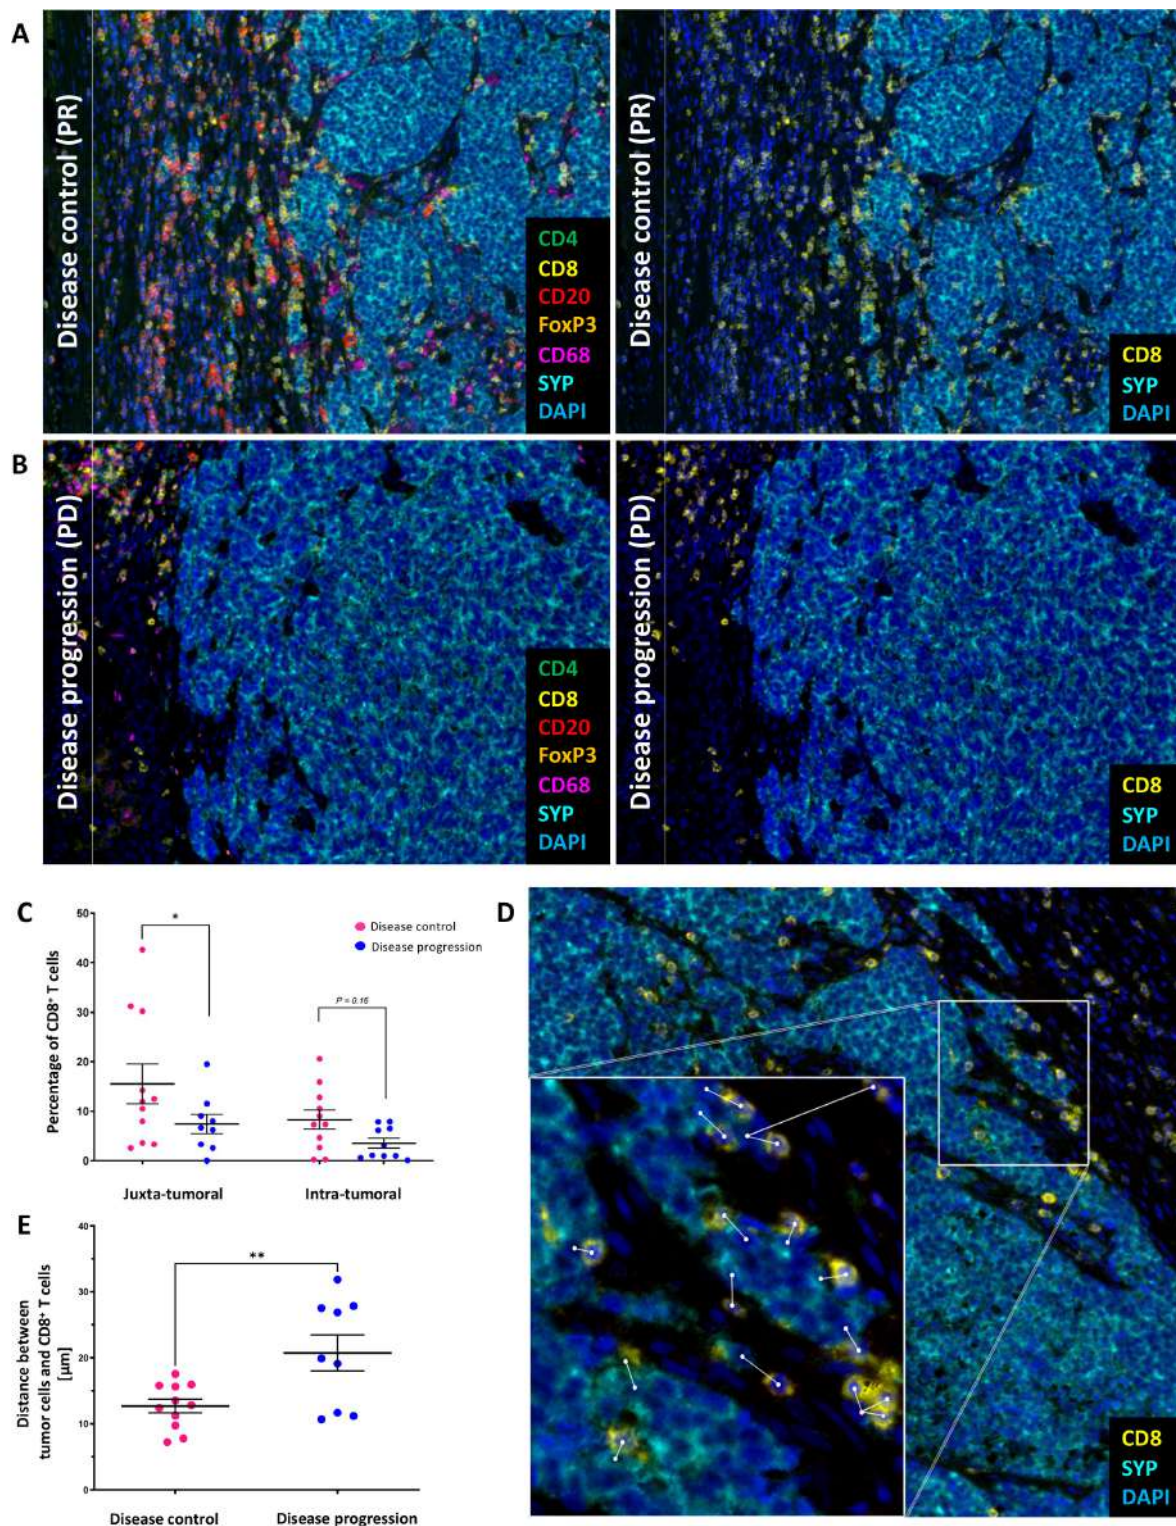 A
Disease control (PR)
CD4
CD8
CD20
FoxP3
CD68
SYP
DAPI
Disease control (PR)
CD8
SYP
DAPI
B
Disease progression (PD)
CD4
CD8
CD20
FoxP3
CD68
SYP
DAPI
Disease progression (PD)
CD8
SYP
DAPI
C
Percentage of CD8⁺ T cells
50
40
30
20
10
0
*
Disease control
Disease progression
P = 0.16
Juxta-tumoral
Intra-tumoral
D
CD8
SYP
DAPI
E
Distance between
tumor cells and CD8⁺ T cells
[µm]
40
30
20
10
0
**
Disease control
Disease progression